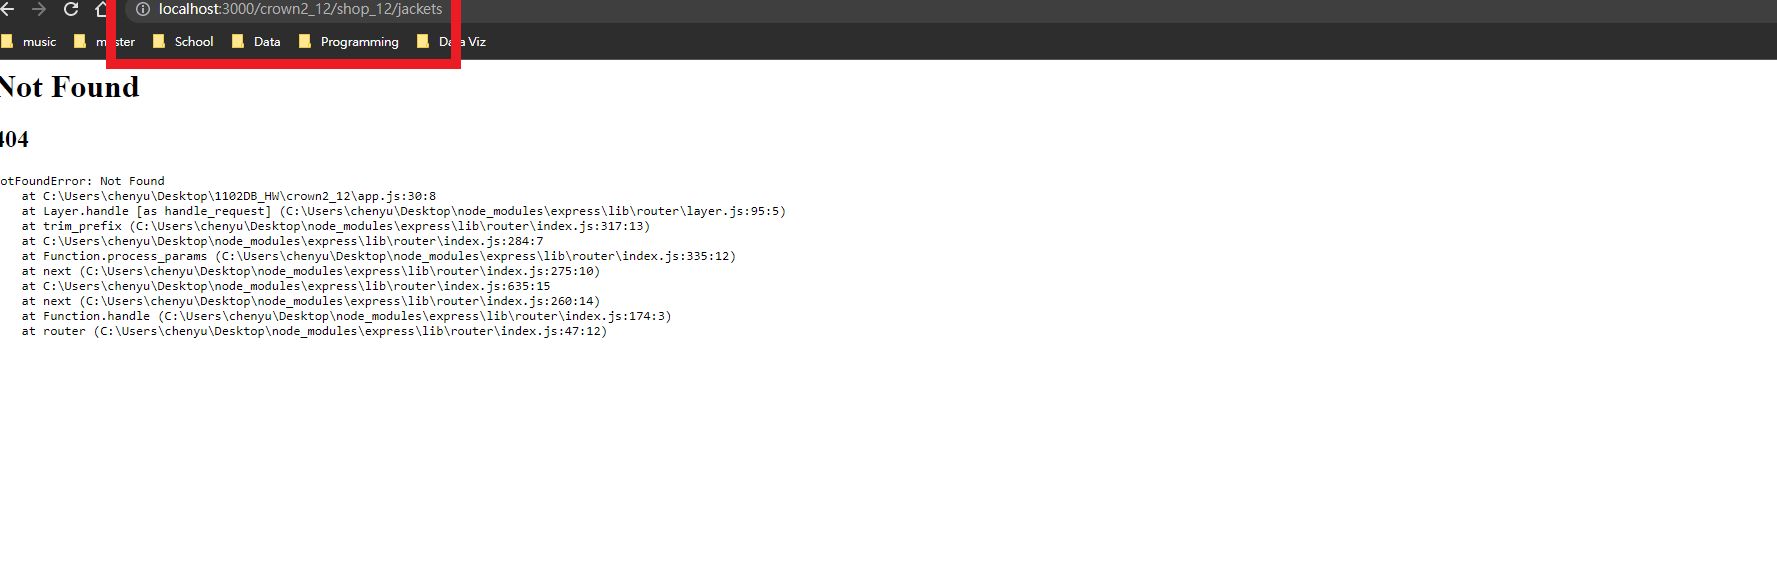 localhost:3000/crown2_12/shop_12/jackets
music School Data Programming Viz
Not Found
404
otFoundError: Not Found
at C:\Users\chenyu\Desktop\1102DB_HW\crown2_12\app.js:30:8
at Layer.handle [as handle_request] (C:\Users\chenyu\Desktop\node_modules\express\lib\router\layer.js:95:5)
at trim_prefix (C:\Users\chenyu\Desktop\node_modules\express\lib\router\index.js:317:13)
at C:\Users\chenyu\Desktop\node_modules\express\lib\router\index.js:284:7
at Function.process_params (C:\Users\chenyu\Desktop\node_modules\express\lib\router\index.js:335:12)
at next (C:\Users\chenyu\Desktop\node_modules\express\lib\router\index.js:275:10)
at C:\Users\chenyu\Desktop\node_modules\express\lib\router\index.js:635:15
at next (C:\Users\chenyu\Desktop\node_modules\express\lib\router\index.js:260:14)
at Function.handle (C:\Users\chenyu\Desktop\node_modules\express\lib\router\index.js:174:3)
at router (C:\Users\chenyu\Desktop\node_modules\express\lib\router\index.js:47:12)